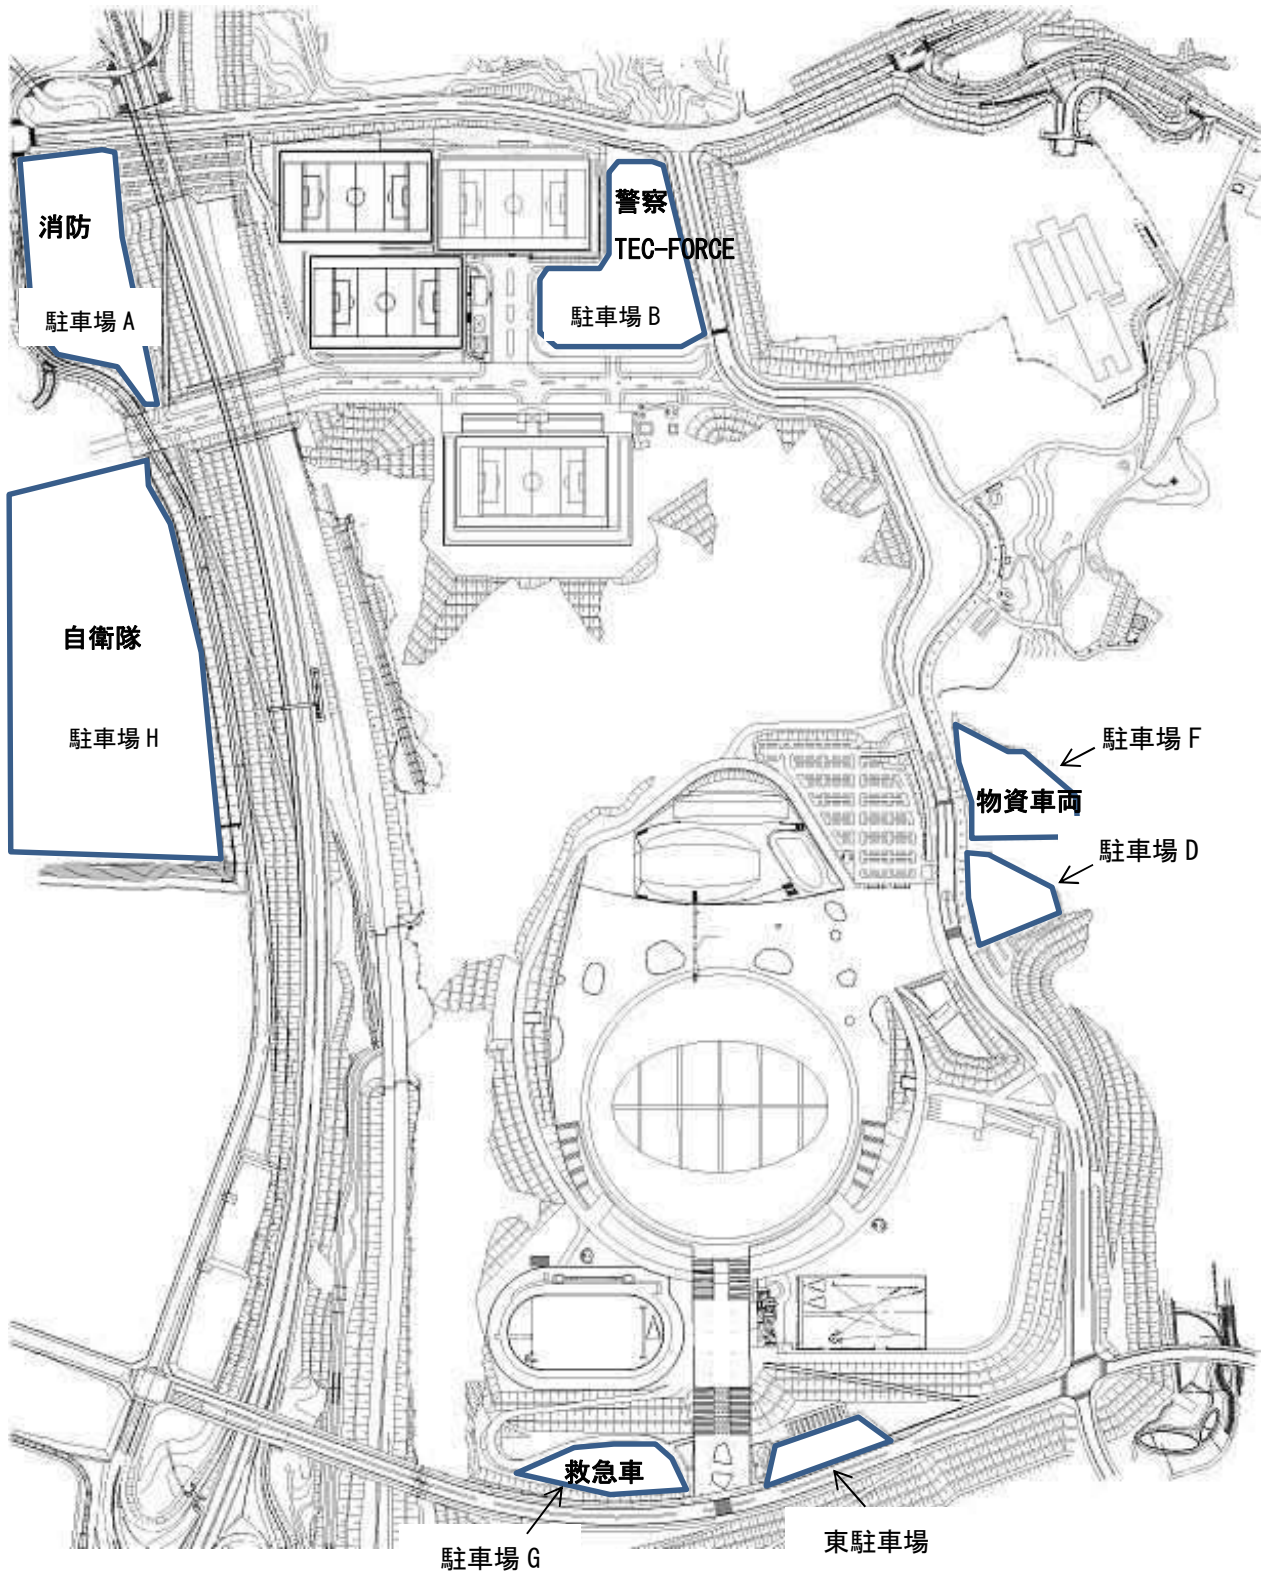 消防
警察
TEC-FORCE
駐車場 A
駐車場 B
自衛隊
駐車場 H
駐車場 F
物資車両
駐車場 D
救急車
駐車場 G
東駐車場